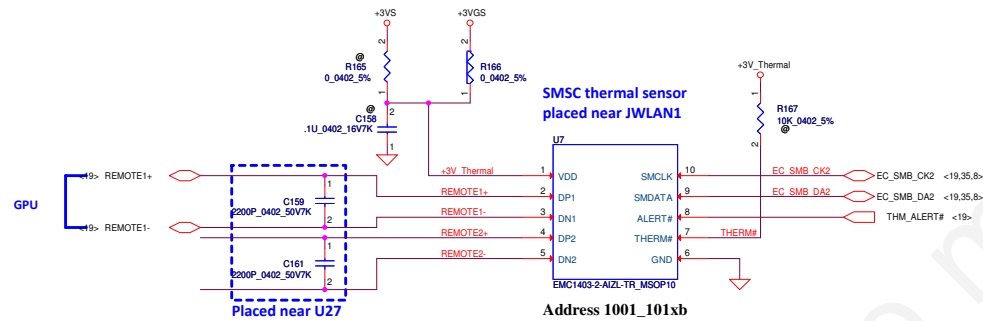 +3VS
+3VGS
@
R165
0_0402_5%
2
1
R166
0_0402_5%
2
1
@
C158
.1U_0402_16V7K
2
1
SMSC thermal sensor
placed near JWLAN1
+3V_Thermal
1
R167
10K_0402_5%
@
2
U7
+3V_Thermal 1 VDD
REMOTE1+ 2 DP1
REMOTE1- 3 DN1
REMOTE2+ 4 DP2
REMOTE2- 5 DN2
SMCLK 10 EC_SMB_CK2 EC_SMB_CK2 <19,35,8>
SMDATA 9 EC_SMB_DA2 EC_SMB_DA2 <19,35,8>
ALERT# 8 THM_ALERT# <19>
THERM# 7 THERM#
GND 6
EMC1403-2-AIZL-TR_MSOP10
Address 1001_101xb
GPU
<19> REMOTE1+
<19> REMOTE1-
1
C159
2200P_0402_50V7K
2
1
C161
2200P_0402_50V7K
2
Placed near U27